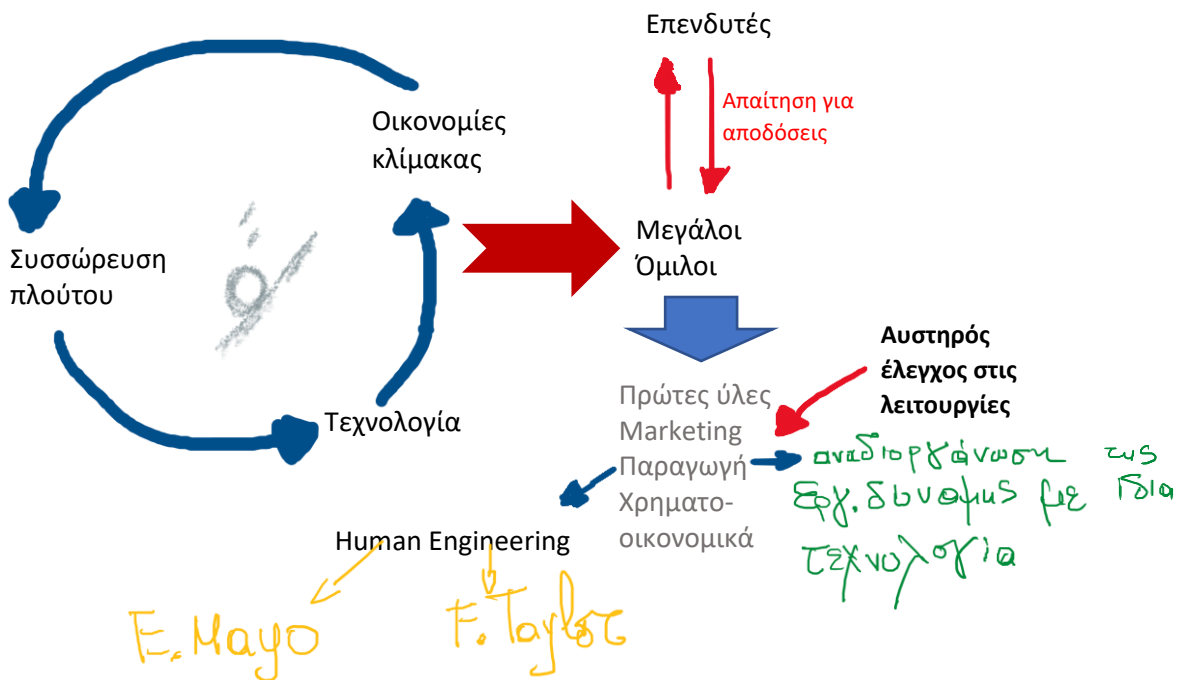 Επενδυτές
Απαίτηση για
αποδόσεις
Οικονομίες
κλίμακας
Μεγάλοι
Όμιλοι
Συσσώρευση
πλούτου
Τεχνολογία
Αυστηρός
έλεγχος στις
λειτουργίες
Πρώτες ύλες
Marketing
Παραγωγή
Χρηματο-
οικονομικά
αναδιοργάνωση της
εργ. δυναμης με ιδια
τεχνολογία
Human Engineering
E. Mayo
F. Taylor